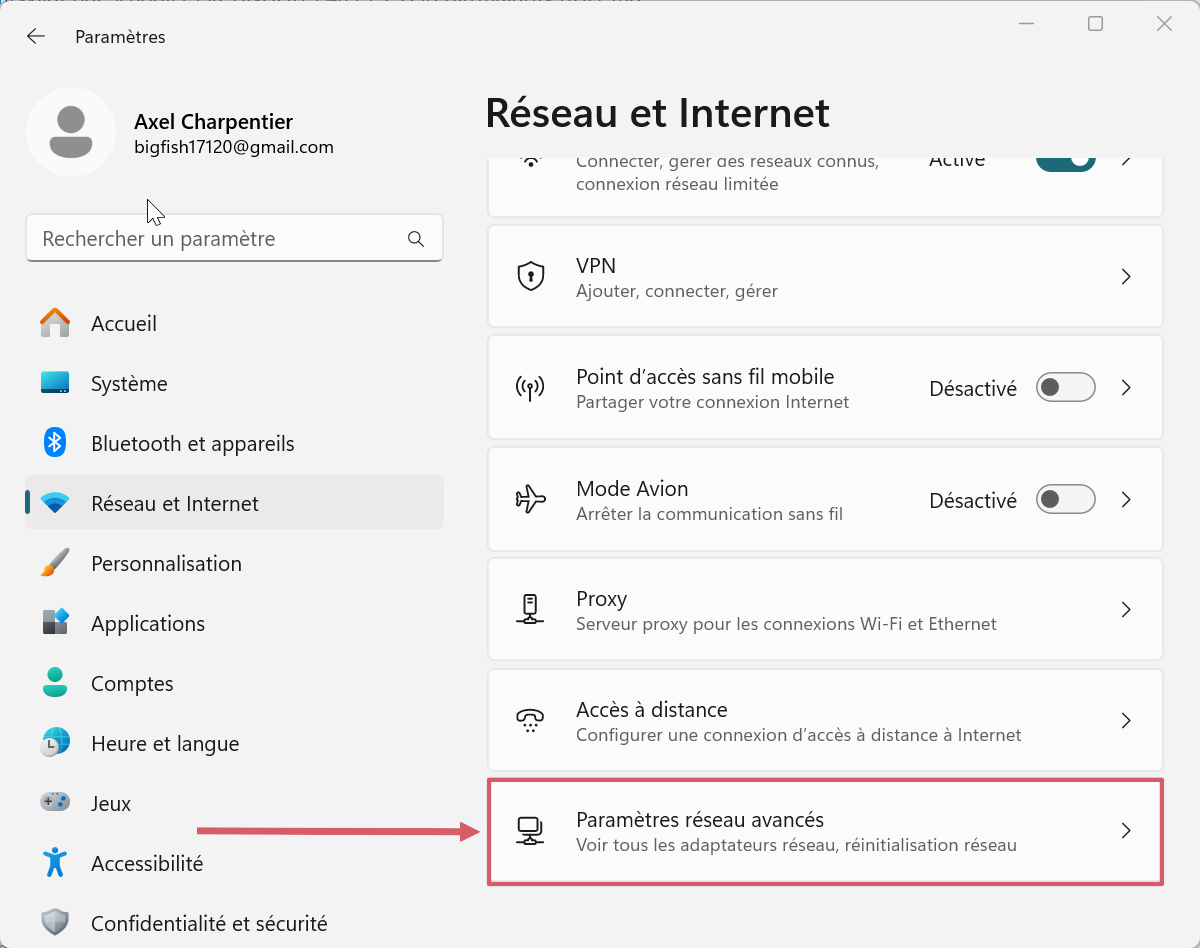 Paramètres
Axel Charpentier
bigfish17120@gmail.com
Rechercher un paramètre
Accueil
Système
Bluetooth et appareils
Réseau et Internet
Personnalisation
Applications
Comptes
Heure et langue
Jeux
Accessibilité
Confidentialité et sécurité
Réseau et Internet
Connecter, gérer des réseaux connus,
connexion réseau limitée
Activé
VPN
Ajouter, connecter, gérer
Point d’accès sans fil mobile
Partager votre connexion Internet
Désactivé
Mode Avion
Arrêter la communication sans fil
Désactivé
Proxy
Serveur proxy pour les connexions Wi-Fi et Ethernet
Accès à distance
Configurer une connexion d’accès à distance à Internet
Paramètres réseau avancés
Voir tous les adaptateurs réseau, réinitialisation réseau